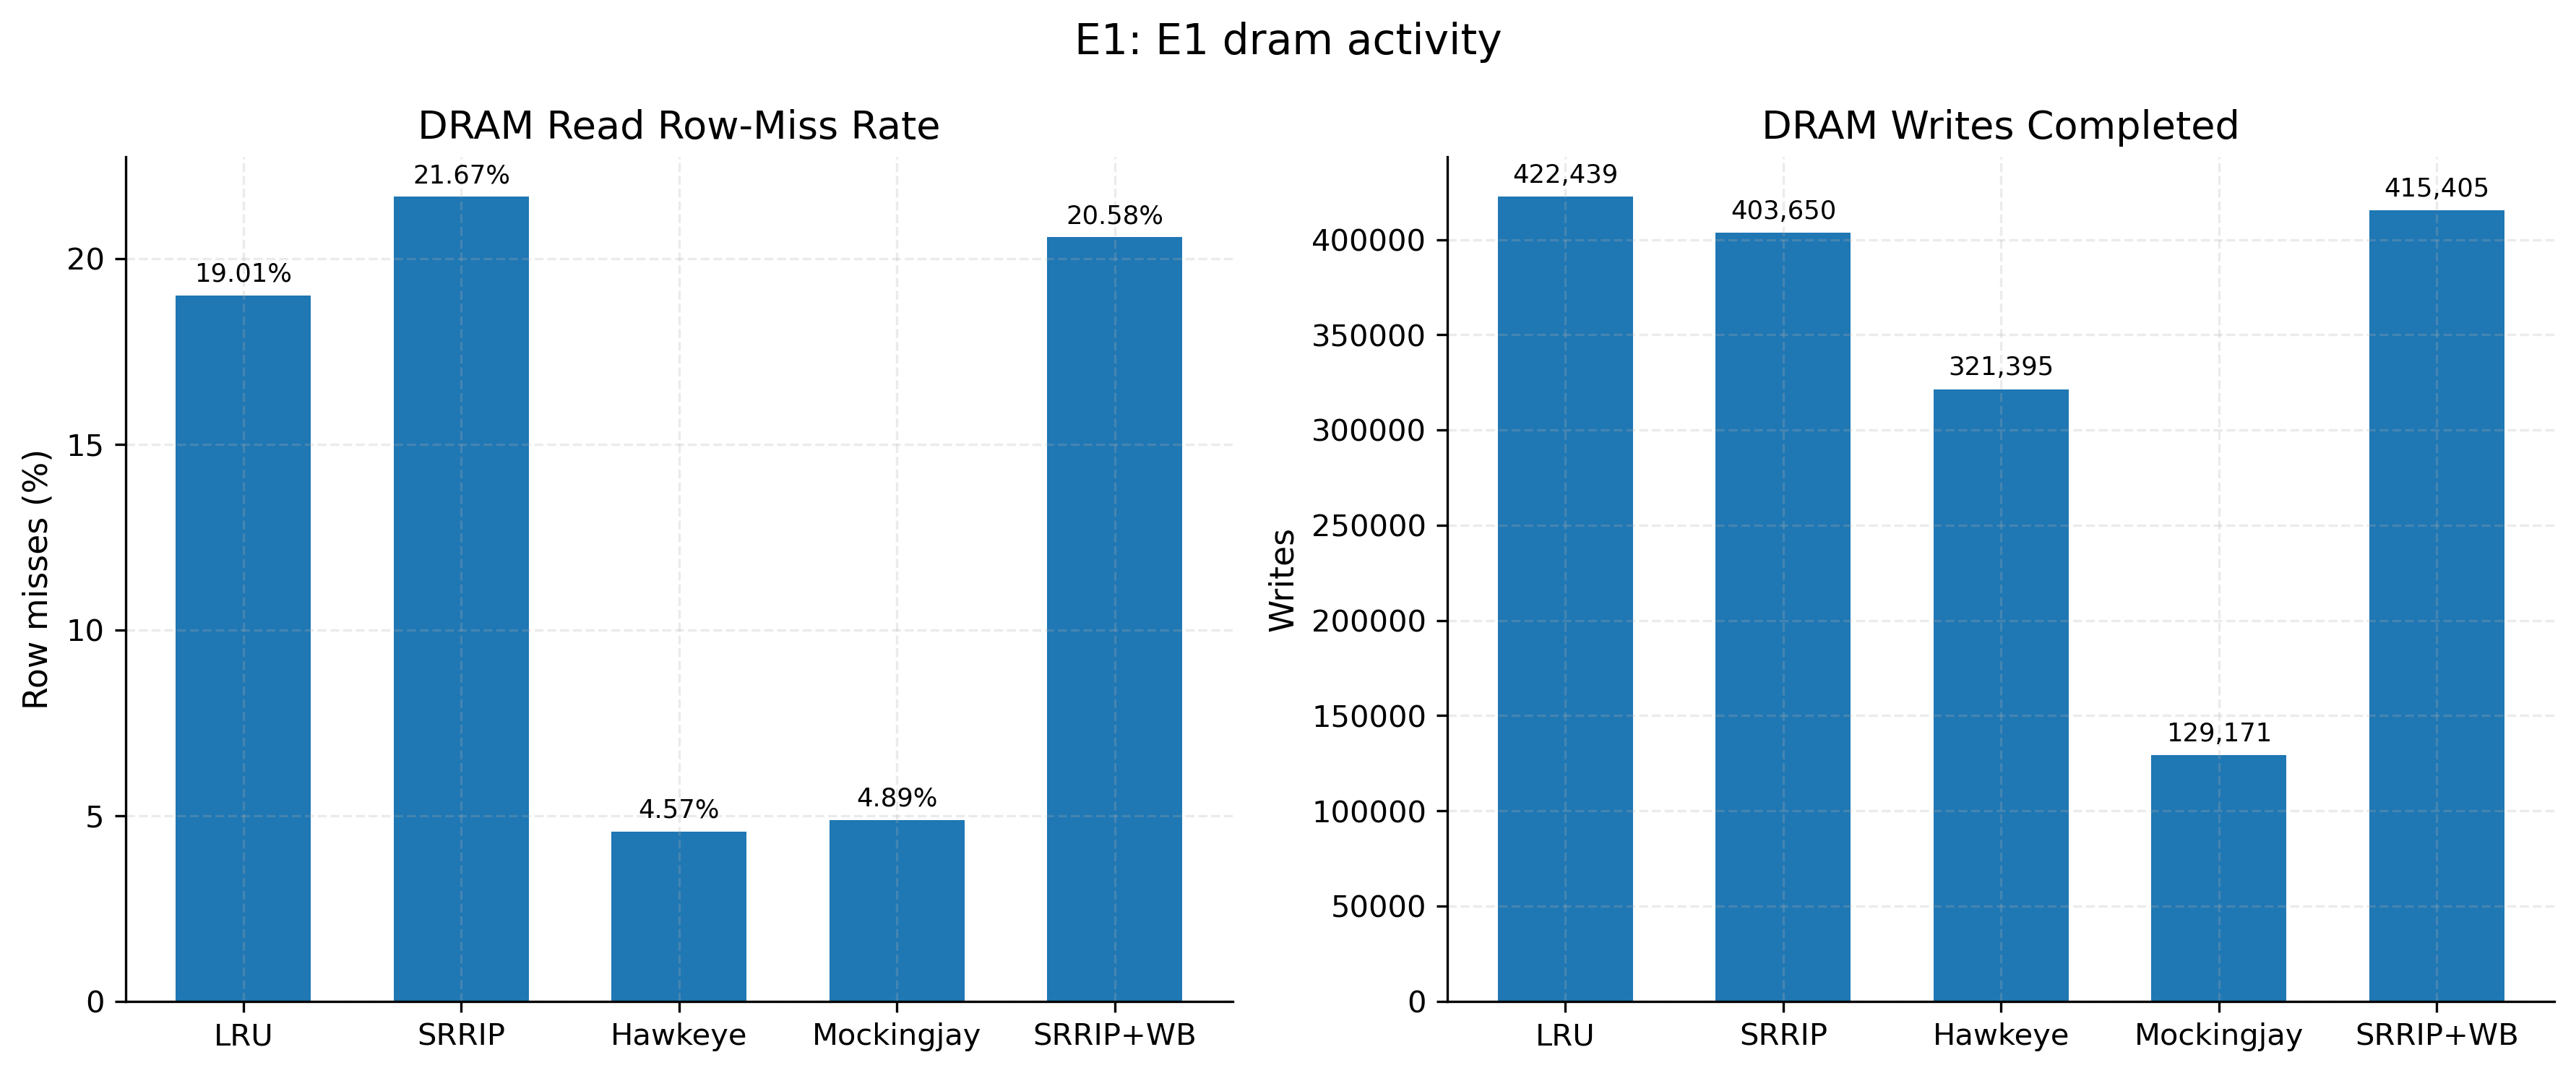 E1: E1 dram activity
DRAM Read Row-Miss Rate
Row misses (%)
20
15
10
5
0
19.01%
21.67%
4.57%
4.89%
20.58%
LRU
SRRIP
Hawkeye
Mockingjay
SRRIP+WB
DRAM Writes Completed
Writes
400000
350000
300000
250000
200000
150000
100000
50000
0
422,439
403,650
321,395
129,171
415,405
LRU
SRRIP
Hawkeye
Mockingjay
SRRIP+WB